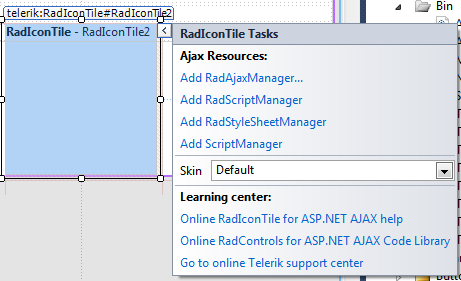 telerik:RadIconTile#RadIconTile2
RadIconTile - RadIconTile2
RadIconTile Tasks
Ajax Resources:
Add RadAjaxManager...
Add RadScriptManager
Add RadStyleSheetManager
Add ScriptManager
Skin Default
Learning center:
Online RadIconTile for ASP.NET AJAX help
Online RadControls for ASP.NET AJAX Code Library
Go to online Telerik support center
Bin